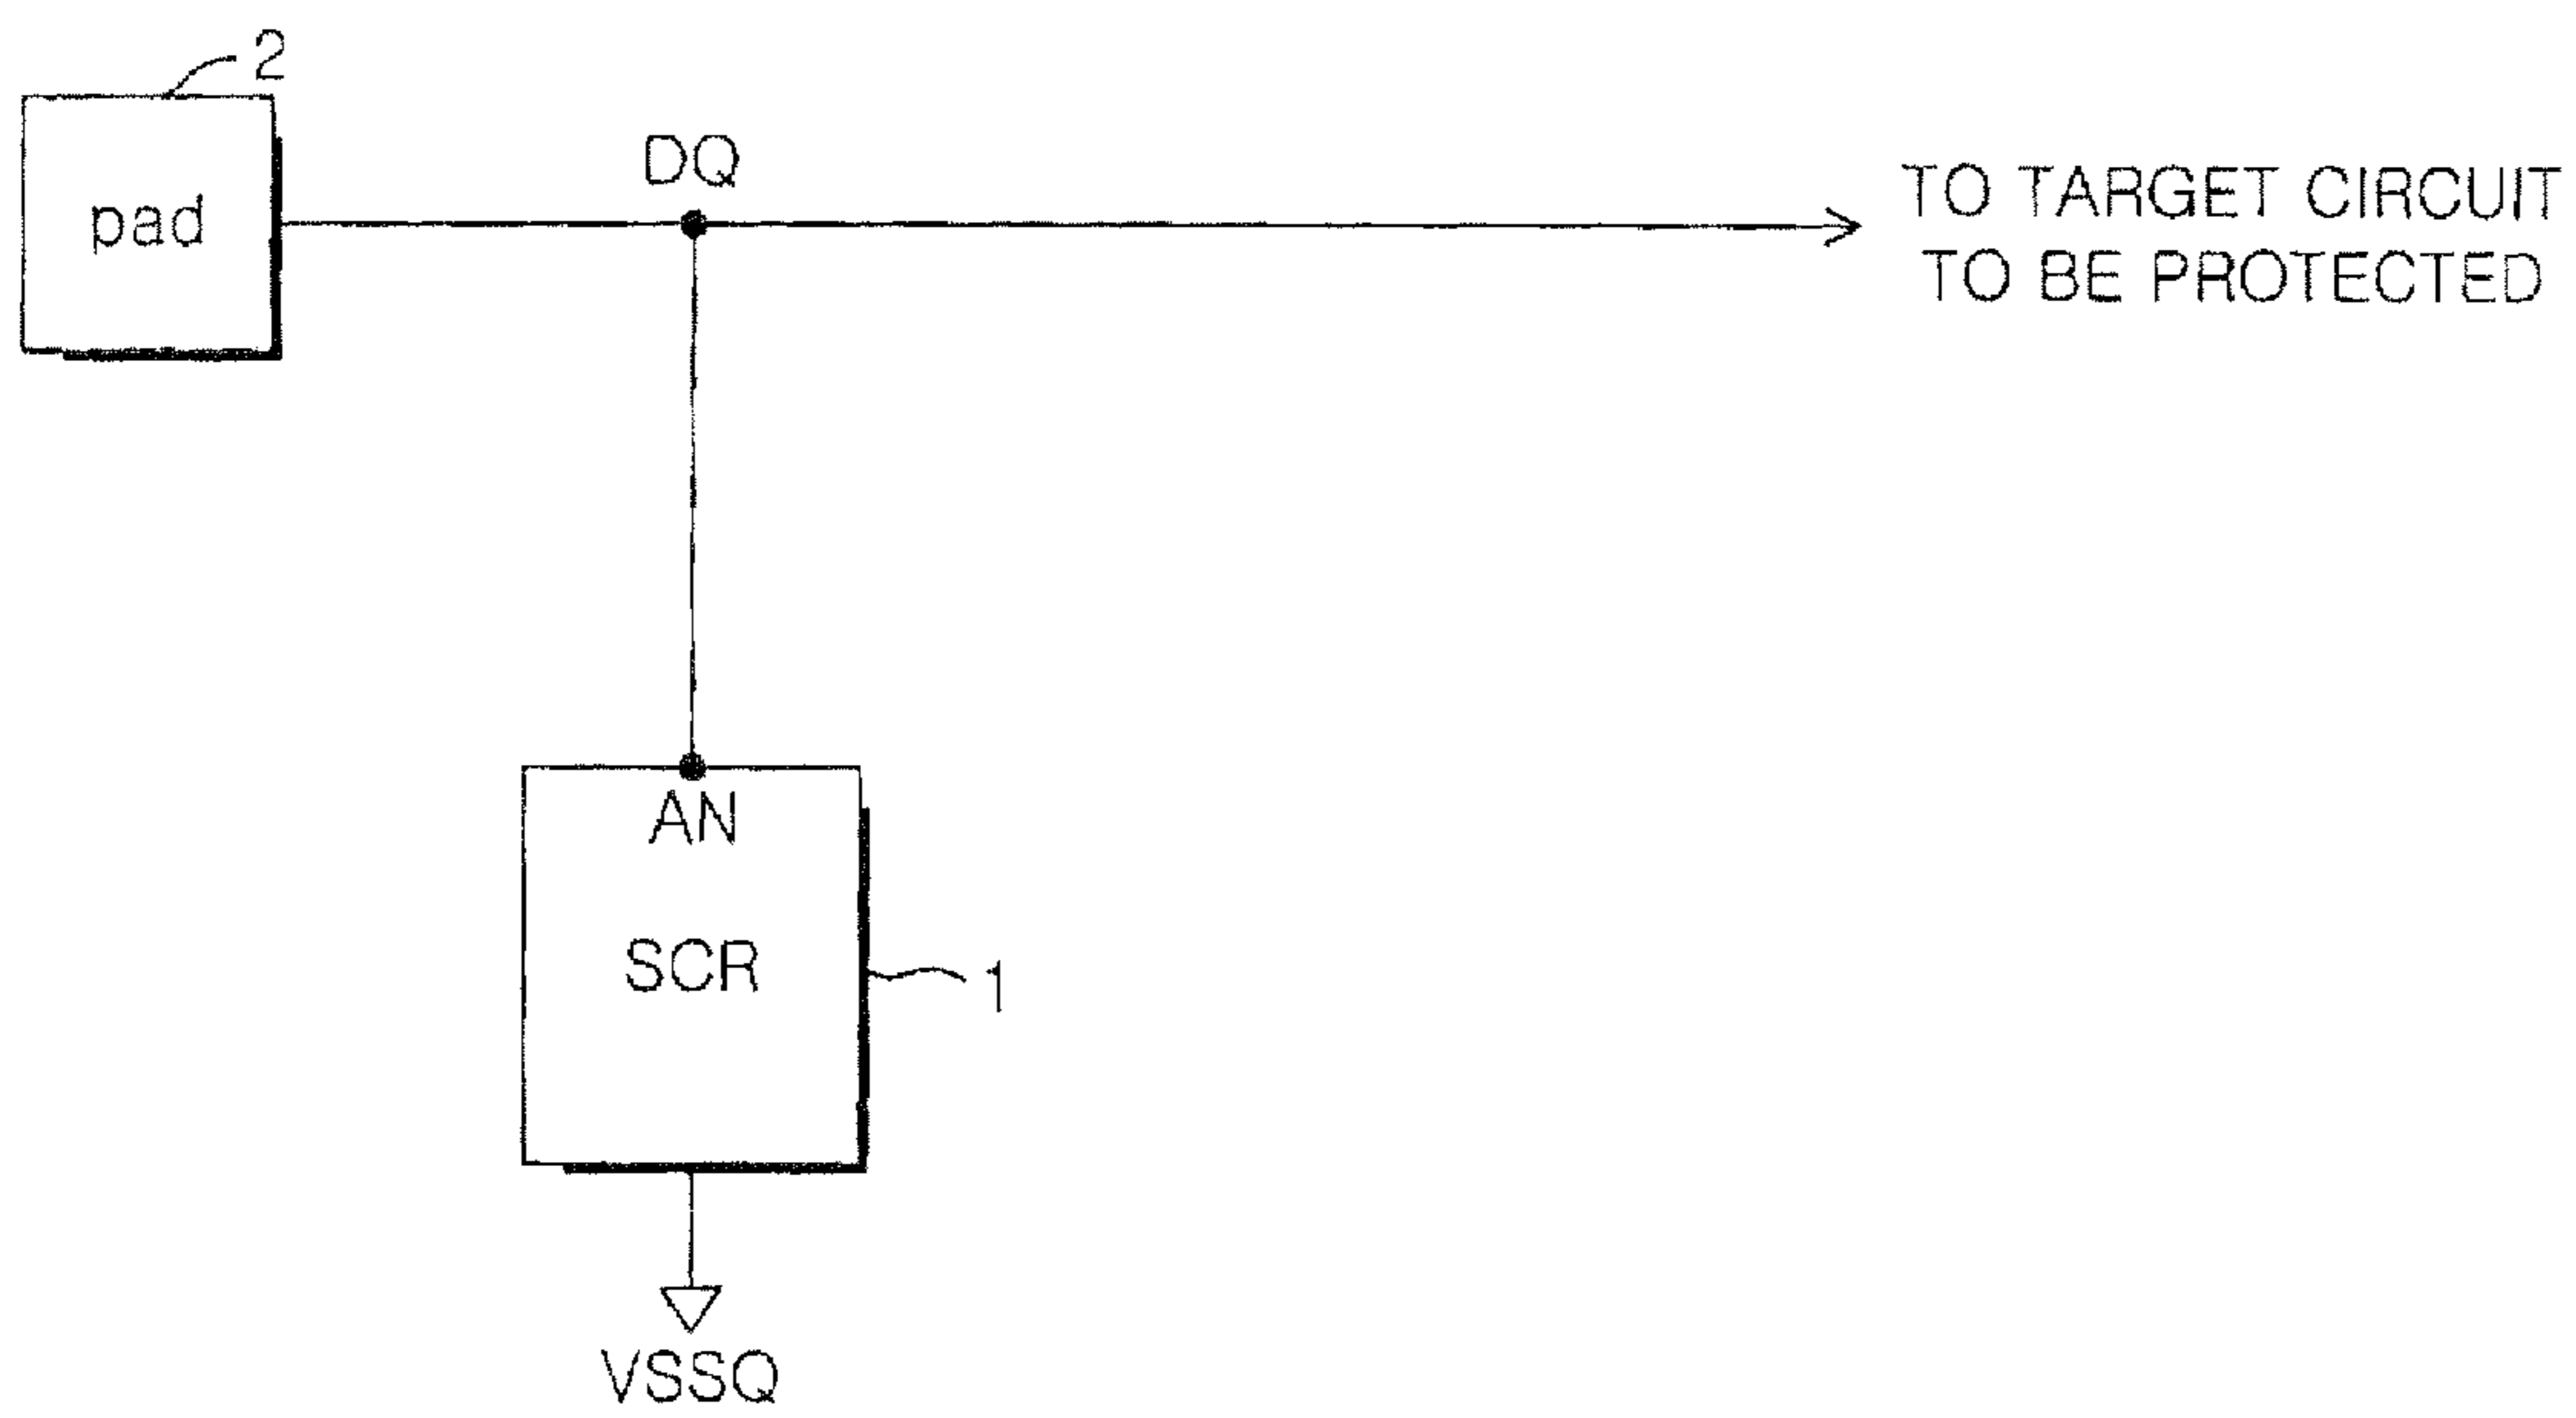 2
pad
DQ
TO TARGET CIRCUIT
TO BE PROTECTED
AN
SCR
1
VSSQ